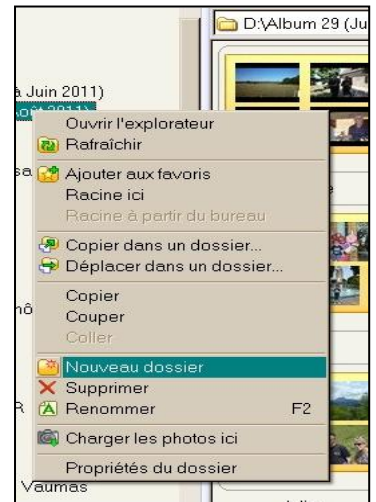 D:\Album 29 (Ju
à Juin 2011)
Août 2011)
Ouvrir l'explorateur
Rafraîchir
Ajouter aux favoris
Racine ici
Racine à partir du bureau
Copier dans un dossier...
Déplacer dans un dossier...
Copier
Couper
Coller
Nouveau dossier
Supprimer
Renommer F2
Charger les photos ici
Propriétés du dossier
Vaumas